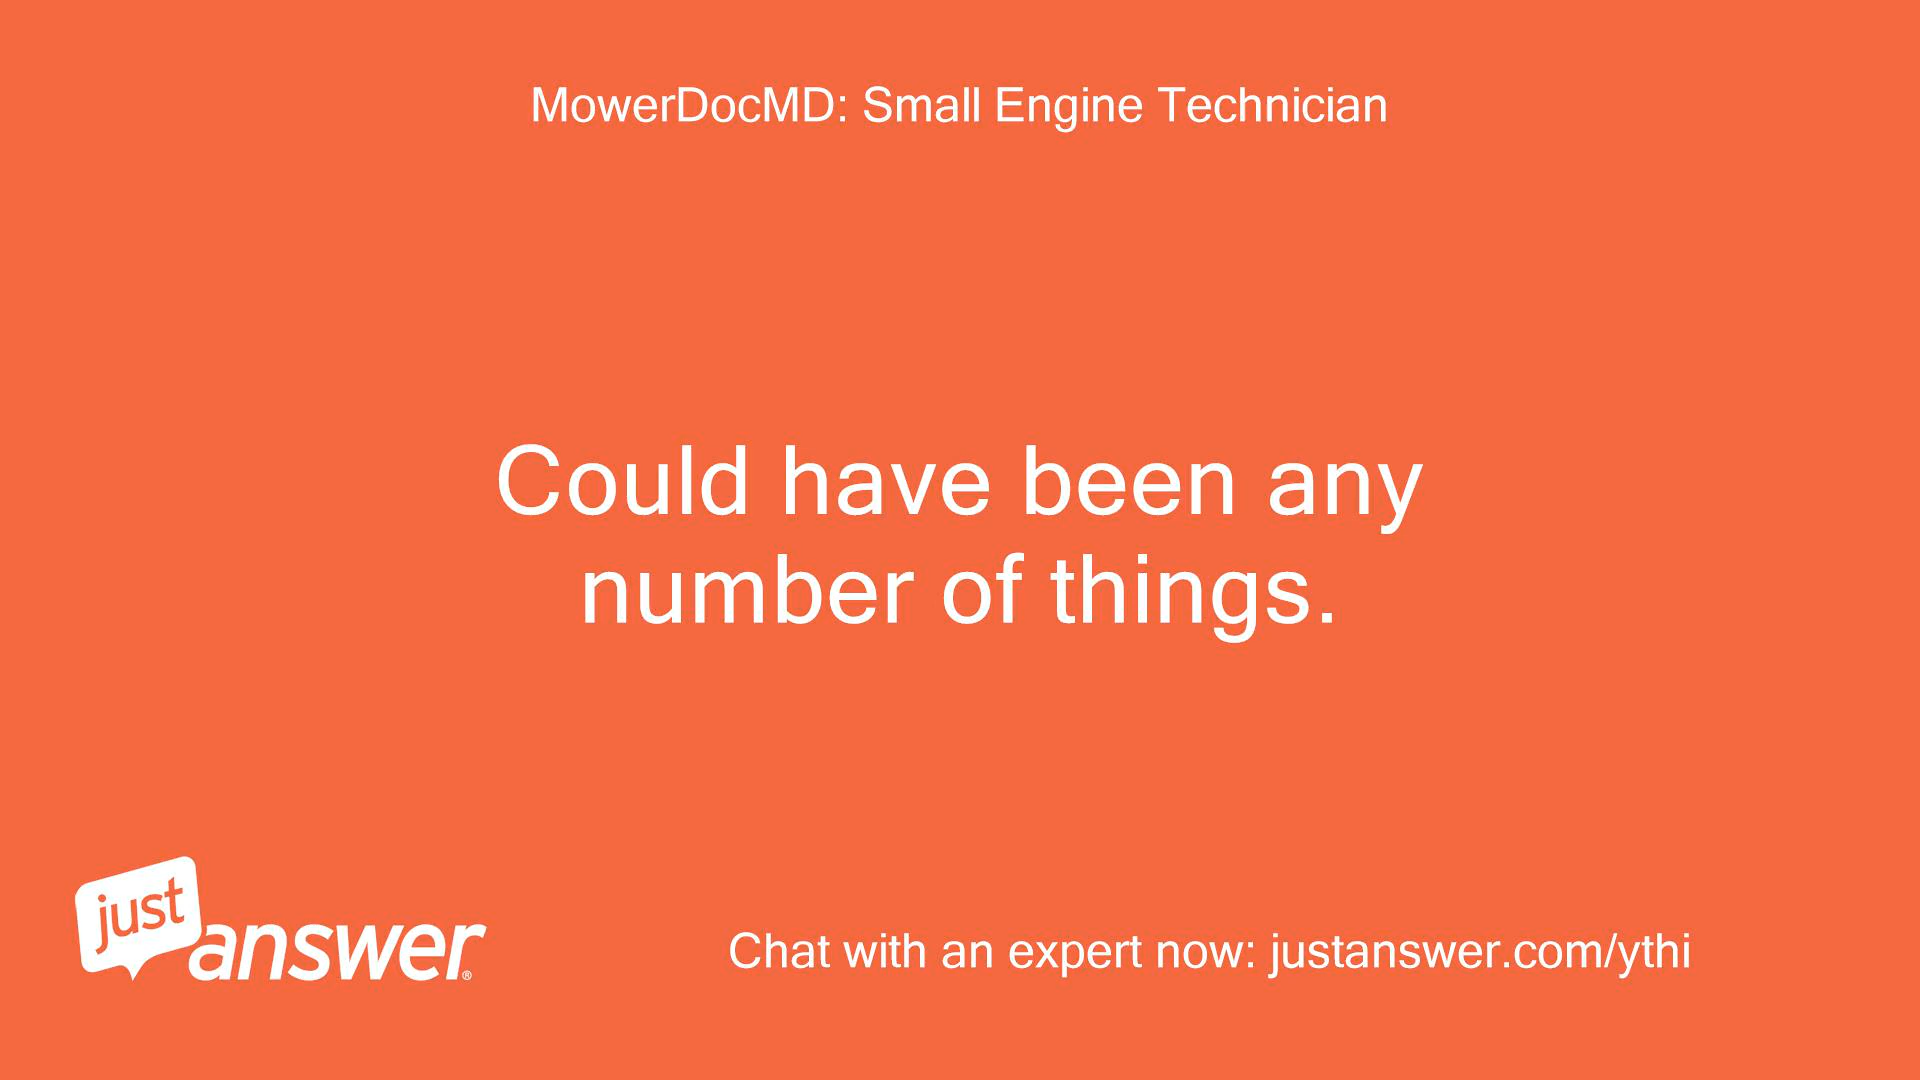 MowerDocMD: Small Engine Technician
Could have been any
number of things.
just
answer®
Chat with an expert now: justanswer.com/ythi